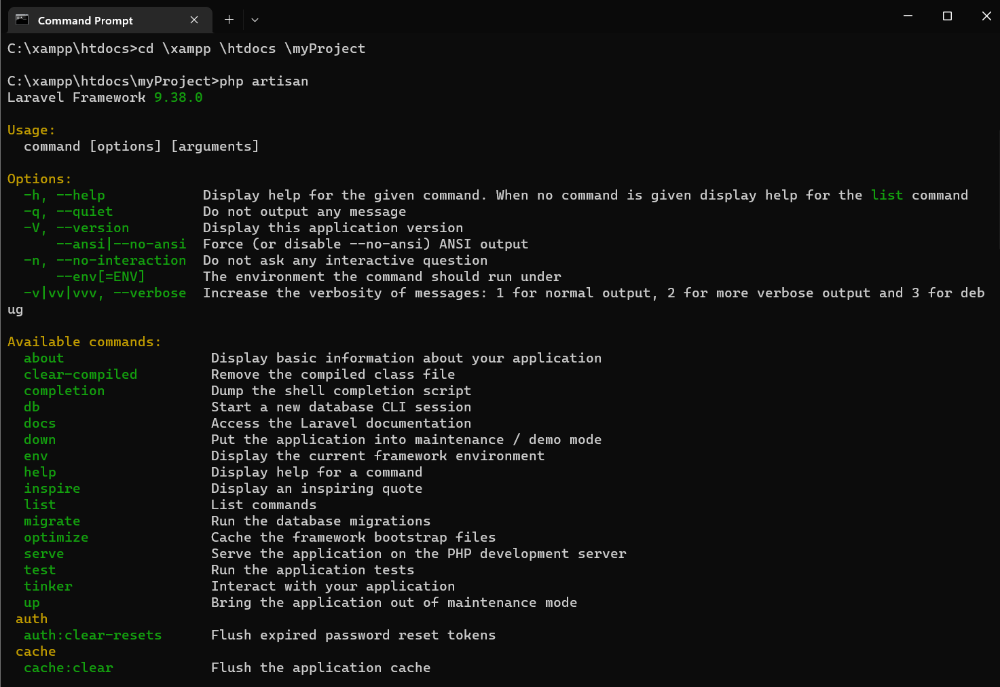 Command Prompt
C:\xampp\htdocs>cd \xampp \htdocs \myProject
C:\xampp\htdocs\myProject>php artisan
Laravel Framework 9.38.0
Usage:
command [options] [arguments]
Options:
-h, --help Display help for the given command. When no command is given display help for the list command
-q, --quiet Do not output any message
-V, --version Display this application version
--ansi|--no-ansi Force (or disable --no-ansi) ANSI output
-n, --no-interaction Do not ask any interactive question
--env[=ENV] The environment the command should run under
-v|vv|vvv, --verbose Increase the verbosity of messages: 1 for normal output, 2 for more verbose output and 3 for deb
ug
Available commands:
about Display basic information about your application
clear-compiled Remove the compiled class file
completion Dump the shell completion script
db Start a new database CLI session
docs Access the Laravel documentation
down Put the application into maintenance / demo mode
env Display the current framework environment
help Display help for a command
inspire Display an inspiring quote
list List commands
migrate Run the database migrations
optimize Cache the framework bootstrap files
serve Serve the application on the PHP development server
test Run the application tests
tinker Interact with your application
up Bring the application out of maintenance mode
auth
auth:clear-resets Flush expired password reset tokens
cache
cache:clear Flush the application cache